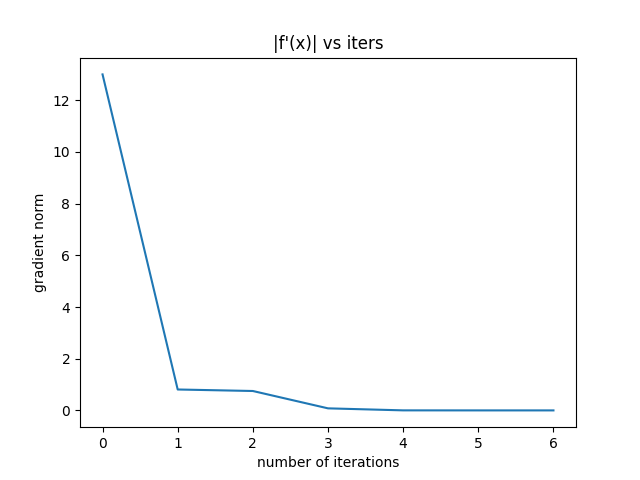 |f'(x)| vs iters
12
10
8
6
4
2
0
gradient norm
0 1 2 3 4 5 6
number of iterations